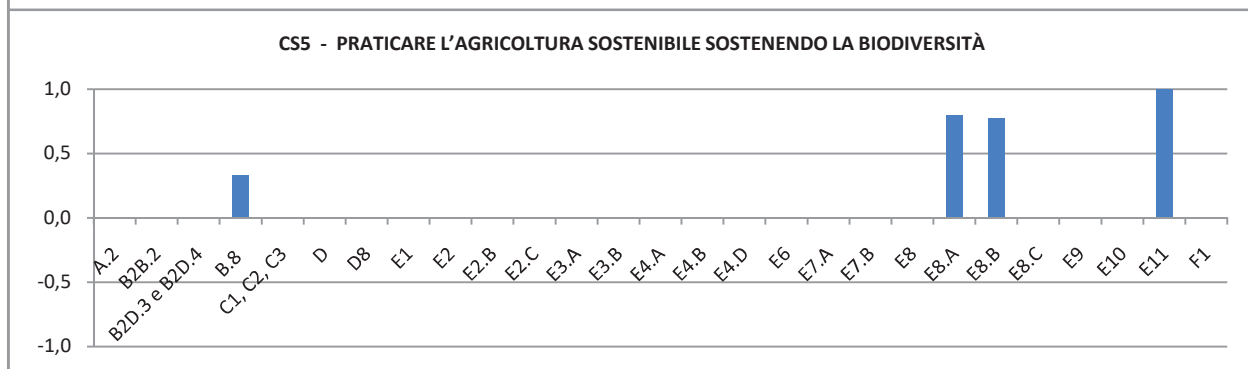 CS5 - PRATICARE L’AGRICOLTURA SOSTENIBILE SOSTENENDO LA BIODIVERSITÀ
1,0
0,5
0,0
-0,5
-1,0
A.2
B2B.2
B2D.3 e B2D.4
B.8
C1, C2, C3
D
D8
E1
E2
E2.B
E2.C
E3.A
E3.B
E4.A
E4.B
E4.D
E6
E7.A
E7.B
E8
E8.A
E8.B
E8.C
E9
E10
E11
F1